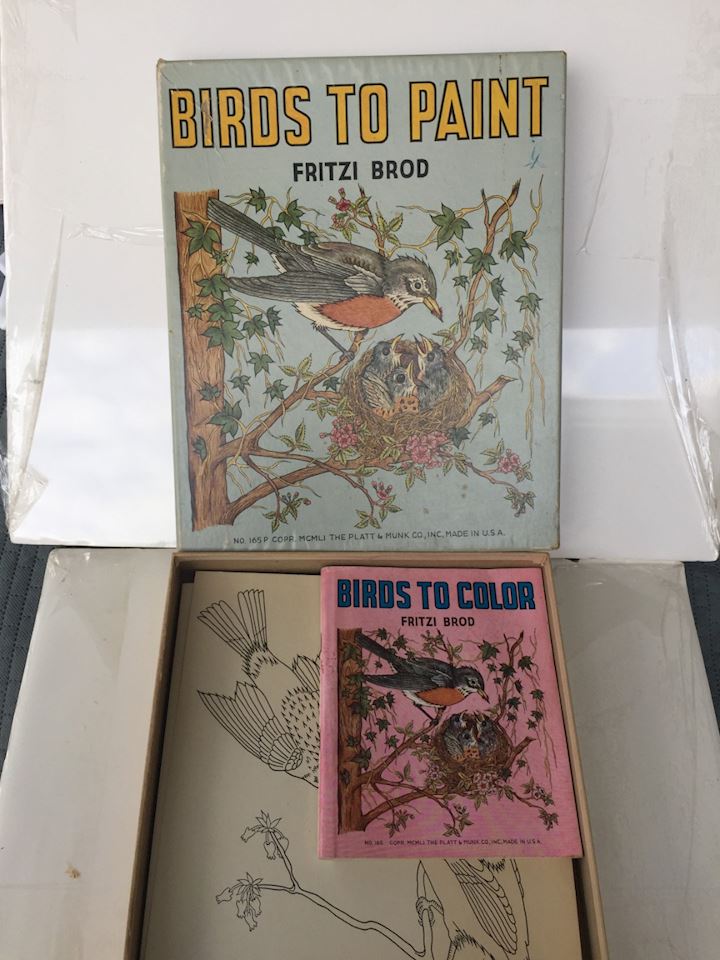 BIRDS TO PAINT
FRITZI BROD
NO. 165P COPR. MCMLI THE PLATT & MUNK CO., INC. MADE IN U.S.A.
BIRDS TO COLOR
FRITZI BROD
NO. 165 COPR. MCMLI THE PLATT & MUNK CO., INC. MADE IN U.S.A.